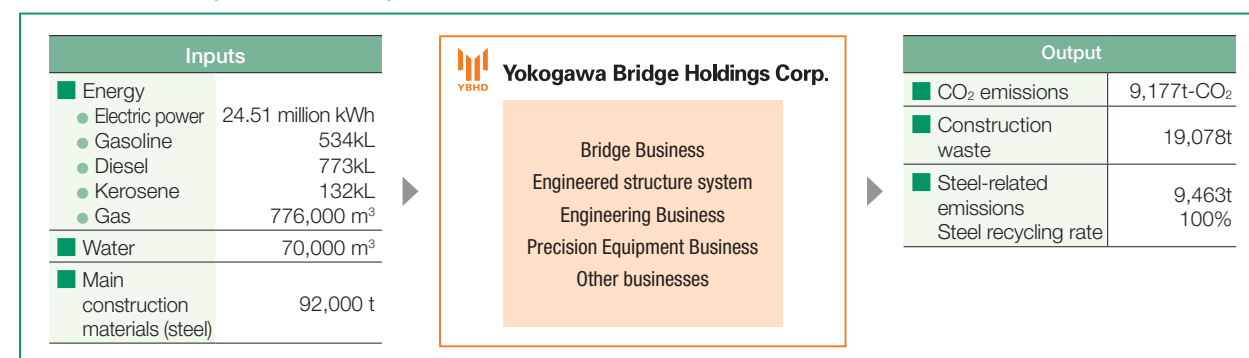 Inputs
Energy
Electric power 24.51 million kWh
Gasoline 534kL
Diesel 773kL
Kerosene 132kL
Gas 776,000 m³
Water 70,000 m³
Main
construction
materials (steel)
92,000 t
YBHD
Yokogawa Bridge Holdings Corp.
Bridge Business
Engineered structure system
Engineering Business
Precision Equipment Business
Other businesses
Output
CO₂ emissions 9,177t-CO₂
Construction
waste
19,078t
Steel-related
emissions
Steel recycling rate
9,463t
100%